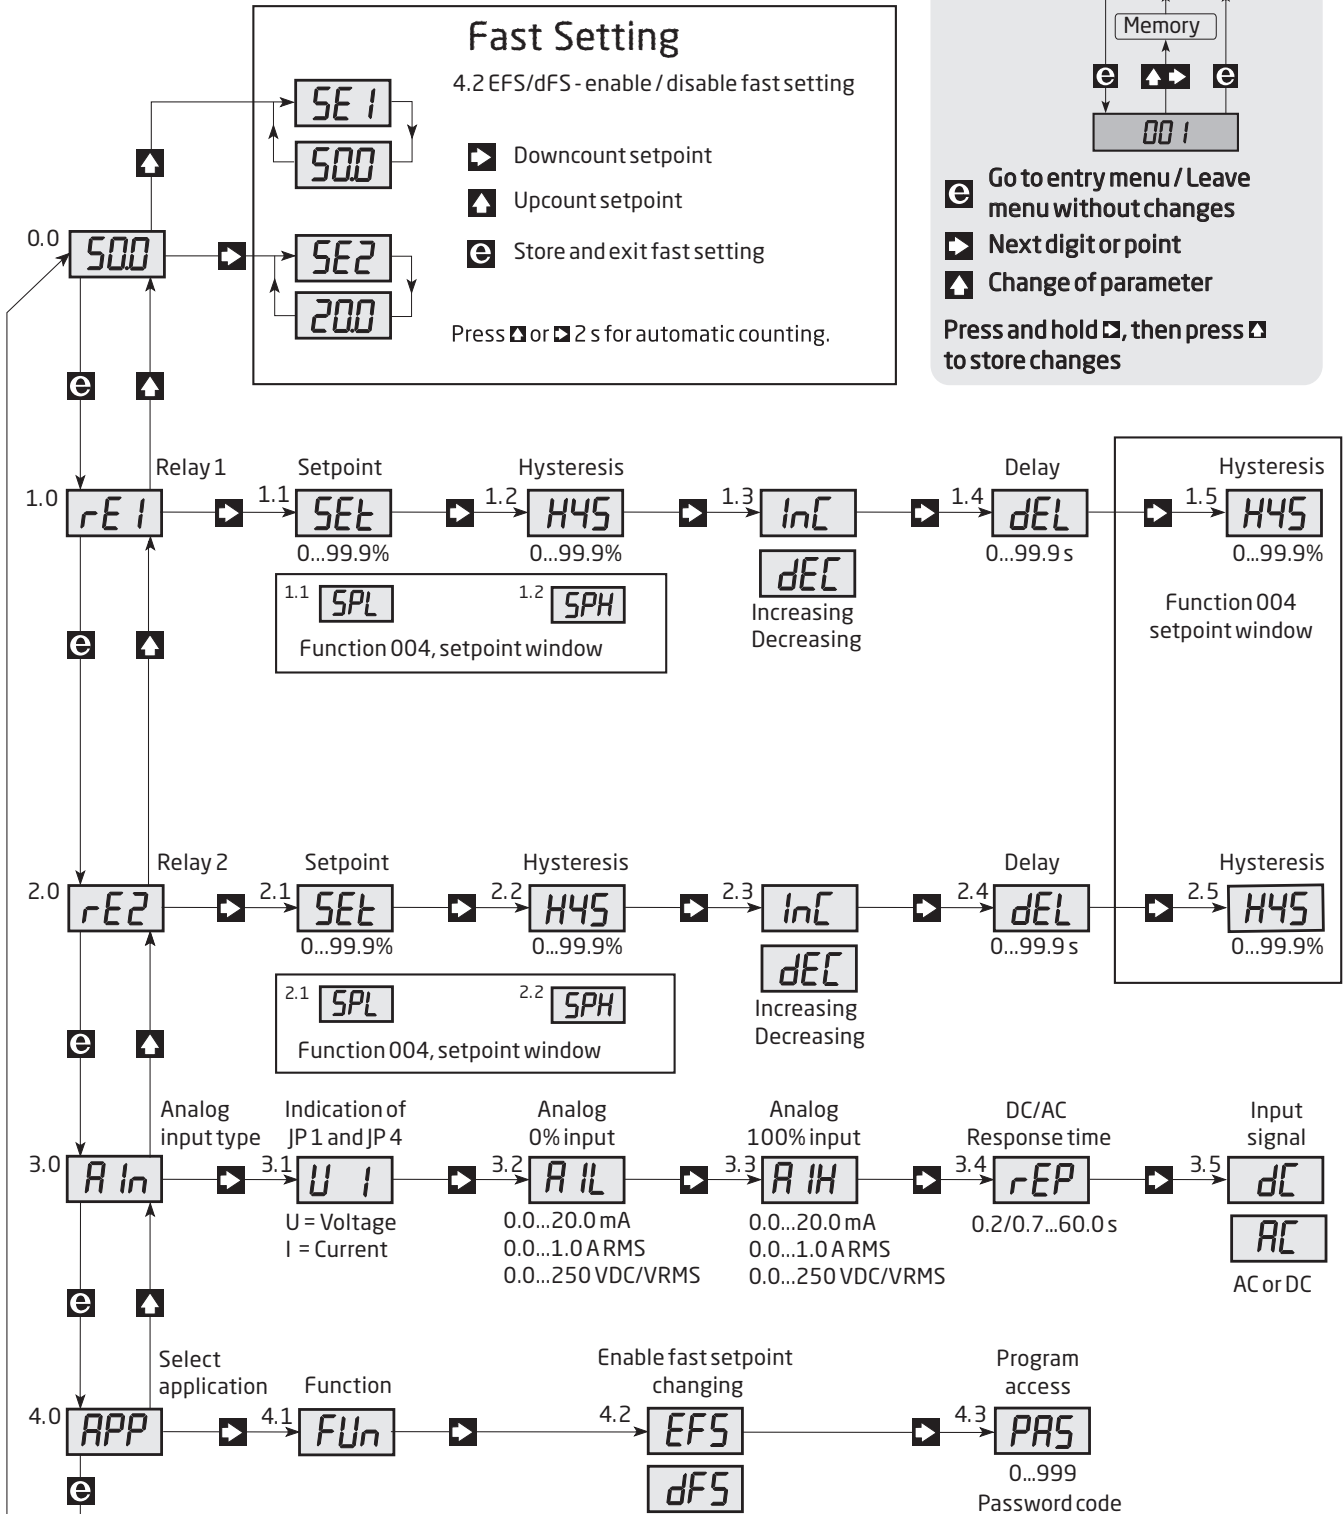 Fast Setting
4.2 EFS/dFS - enable / disable fast setting
SE1
50.0
Downcount setpoint
Upcount setpoint
SE2
20.0
e Store and exit fast setting
Press or 2 s for automatic counting.
Memory
e e
001
e Go to entry menu / Leave
menu without changes
Next digit or point
Change of parameter
Press and hold , then press
to store changes
0.0 50.0
e
Relay 1 Setpoint Hysteresis Delay Hysteresis
1.0 rE1 1.1 SEt 1.2 HYS 1.3 InC 1.4 dEL 1.5 HYS
0...99.9% 0...99.9% dEC 0...99.9 s 0...99.9%
1.1 SPL 1.2 SPH
Increasing
Decreasing
Function 004, setpoint window
Function 004
setpoint window
e
Relay 2 Setpoint Hysteresis Delay Hysteresis
2.0 rE2 2.1 SEt 2.2 HYS 2.3 InC 2.4 dEL 2.5 HYS
0...99.9% 0...99.9% dEC 0...99.9 s 0...99.9%
2.1 SPL 2.2 SPH
Increasing
Decreasing
Function 004, setpoint window
e
Analog Indication of Analog Analog DC/AC Input
input type JP 1 and JP 4 0% input 100% input Response time signal
3.0 AIn 3.1 U I 3.2 AIL 3.3 AIH 3.4 rEP 3.5 dC
U = Voltage 0.0...20.0 mA 0.0...20.0 mA 0.2/0.7...60.0 s AC
I = Current 0.0...1.0 A RMS 0.0...1.0 A RMS
0.0...250 VDC/VRMS 0.0...250 VDC/VRMS AC or DC
e
Select Enable fast setpoint Program
application Function changing access
4.0 APP 4.1 FUn 4.2 EFS 4.3 PAS
dFS 0...999
e Password code